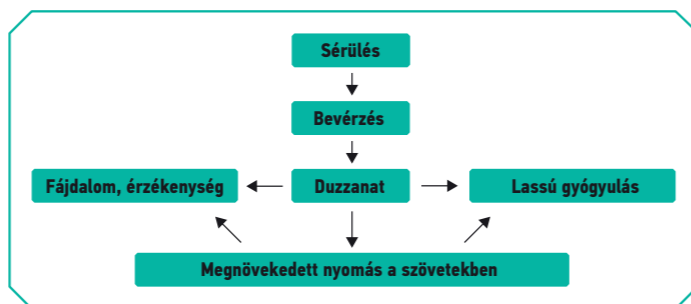 Sérülés
Bevérzés
Fájdalom, érzékenység
Duzzanat
Lassú gyógyulás
Megnövekedett nyomás a szövetekben